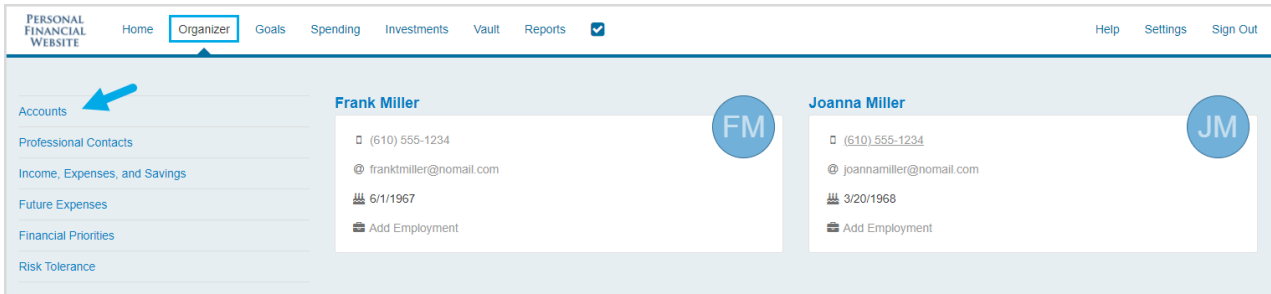 PERSONAL
FINANCIAL
WEBSITE
Home Organizer Goals Spending Investments Vault Reports Help Settings Sign Out
Accounts
Professional Contacts
Income, Expenses, and Savings
Future Expenses
Financial Priorities
Risk Tolerance
Frank Miller
FM
(610) 555-1234
@ franktmiller@nomail.com
6/1/1967
Add Employment
Joanna Miller
JM
(610) 555-1234
@ joannamiller@nomail.com
3/20/1968
Add Employment